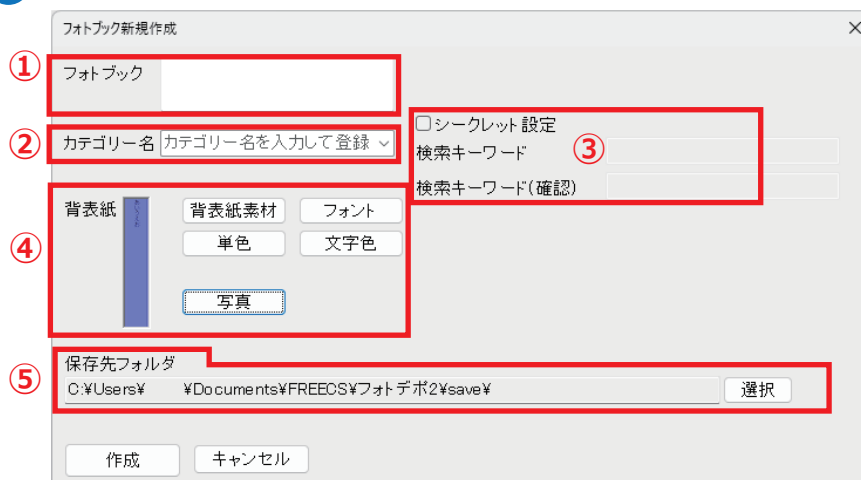 フォトブック新規作成 ×
① フォトブック
② カテゴリー名 カテゴリー名を入力して登録
□シークレット設定
③
検索キーワード
検索キーワード(確認)
④ 背表紙 背表紙素材 フォント
単色 文字色
写真
⑤ 保存先フォルダ
C:¥Users¥ ¥Documents¥FREECS¥フォトデポ2¥save¥ 選択
作成 キャンセル